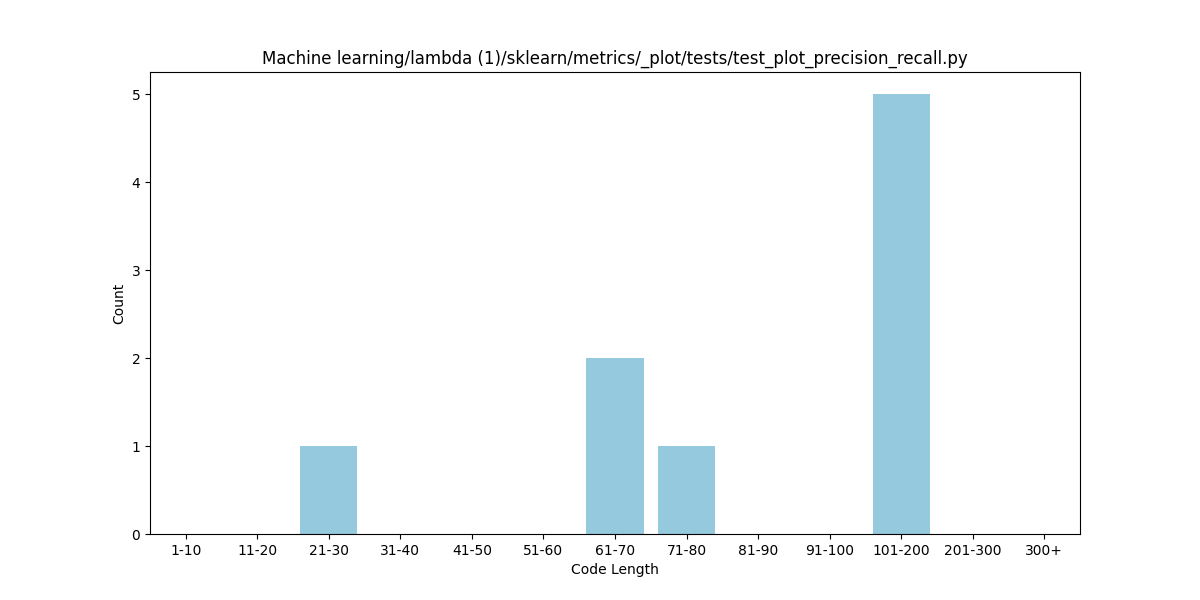 Machine learning/lambda (1)/sklearn/metrics/_plot/tests/test_plot_precision_recall.py
5
4
3
2
1
0
Count
1-10 11-20 21-30 31-40 41-50 51-60 61-70 71-80 81-90 91-100 101-200 201-300 300+
Code Length